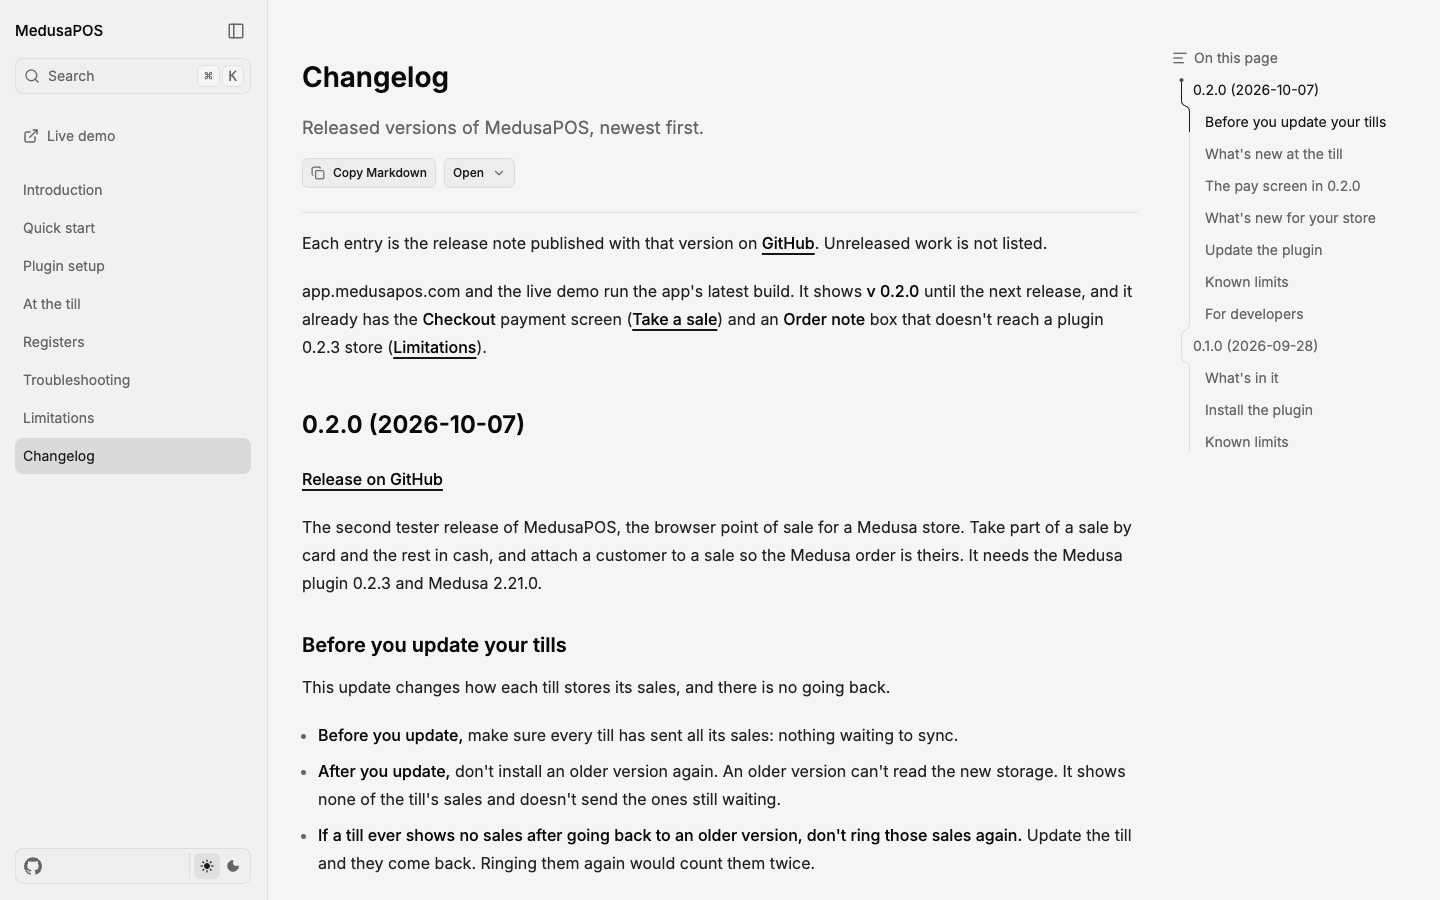 MedusaPOS
Search
⌘ K
Live demo
Introduction
Quick start
Plugin setup
At the till
Registers
Troubleshooting
Limitations
Changelog
Changelog
Released versions of MedusaPOS, newest first.
Copy Markdown
Open
Each entry is the release note published with that version on GitHub. Unreleased work is not listed.
app.medusapos.com and the live demo run the app's latest build. It shows v 0.2.0 until the next release, and it
already has the Checkout payment screen (Take a sale) and an Order note box that doesn't reach a plugin
0.2.3 store (Limitations).
0.2.0 (2026-10-07)
Release on GitHub
The second tester release of MedusaPOS, the browser point of sale for a Medusa store. Take part of a sale by
card and the rest in cash, and attach a customer to a sale so the Medusa order is theirs. It needs the Medusa
plugin 0.2.3 and Medusa 2.21.0.
Before you update your tills
This update changes how each till stores its sales, and there is no going back.
Before you update, make sure every till has sent all its sales: nothing waiting to sync.
After you update, don't install an older version again. An older version can't read the new storage. It shows
none of the till's sales and doesn't send the ones still waiting.
If a till ever shows no sales after going back to an older version, don't ring those sales again. Update the till
and they come back. Ringing them again would count them twice.
On this page
0.2.0 (2026-10-07)
Before you update your tills
What's new at the till
The pay screen in 0.2.0
What's new for your store
Update the plugin
Known limits
For developers
0.1.0 (2026-09-28)
What's in it
Install the plugin
Known limits